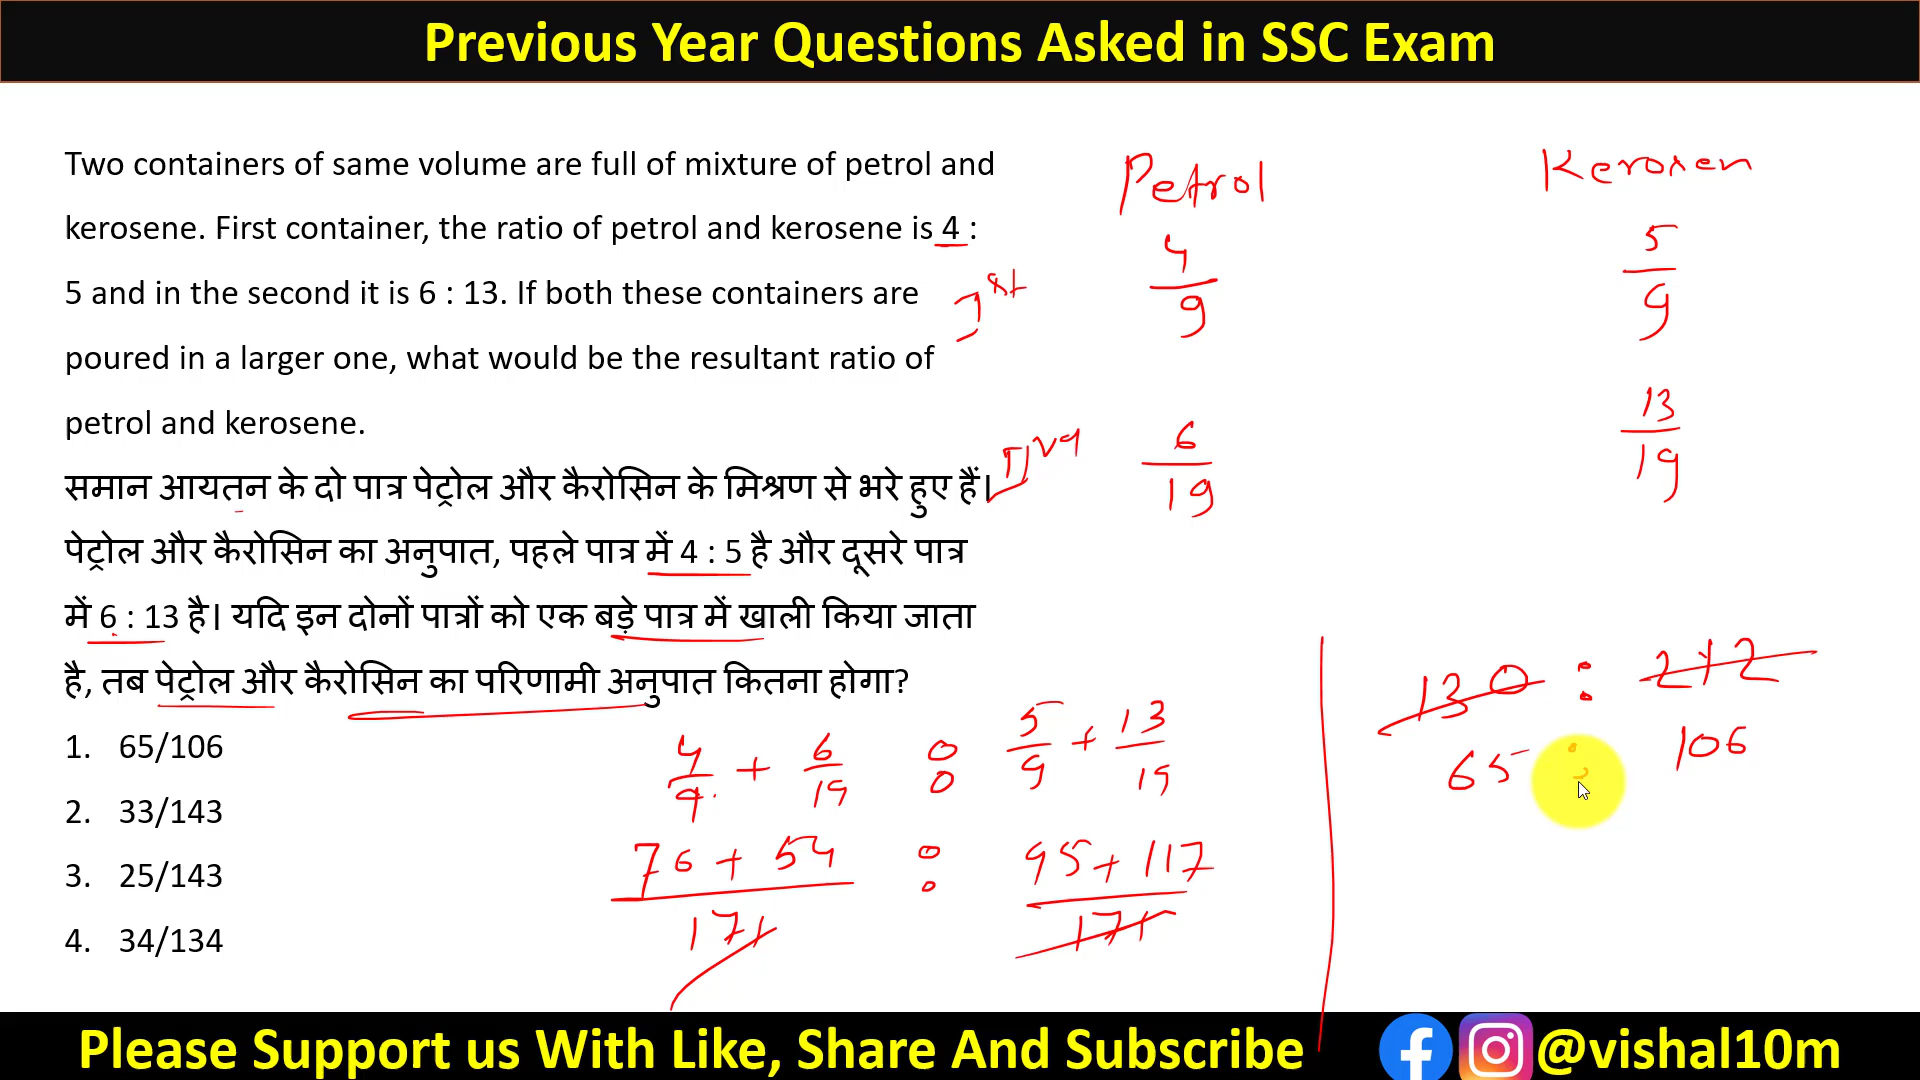 Previous Year Questions Asked in SSC Exam
Two containers of same volume are full of mixture of petrol and
kerosene. First container, the ratio of petrol and kerosene is 4 :
5 and in the second it is 6 : 13. If both these containers are
poured in a larger one, what would be the resultant ratio of
petrol and kerosene.
समान आयतन के दो पात्र पेट्रोल और कैरोसिन के मिश्रण से भरे हुए हैं।
पेट्रोल और कैरोसिन का अनुपात, पहले पात्र में 4 : 5 है और दूसरे पात्र
में 6 : 13 है। यदि इन दोनों पात्रों को एक बड़े पात्र में खाली किया जाता
है, तब पेट्रोल और कैरोसिन का परिणामी अनुपात कितना होगा?
1. 65/106
2. 33/143
3. 25/143
4. 34/134
Petrol Kerosen
Ist 4/9 5/9
6/19 13/19
4/9 + 6/19 : 5/9 + 13/19
76 + 54 / 171 : 95 + 117 / 171
130 : 212
65 : 106
Please Support us With Like, Share And Subscribe
@vishal10m